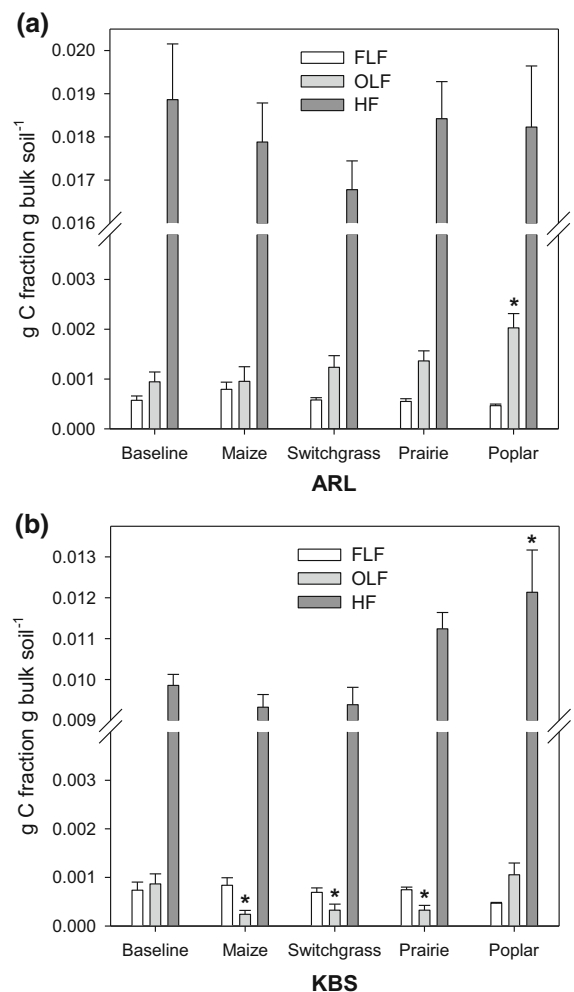 (a)
0.020
0.019
0.018
0.017
0.016
0.003
0.002
0.001
0.000
g C fraction g bulk soil⁻¹
FLF
OLF
HF
*
Baseline Maize Switchgrass Prairie Poplar
ARL
(b)
0.013
0.012
0.011
0.010
0.009
0.003
0.002
0.001
0.000
g C fraction g bulk soil⁻¹
FLF
OLF
HF
*
* * *
Baseline Maize Switchgrass Prairie Poplar
KBS